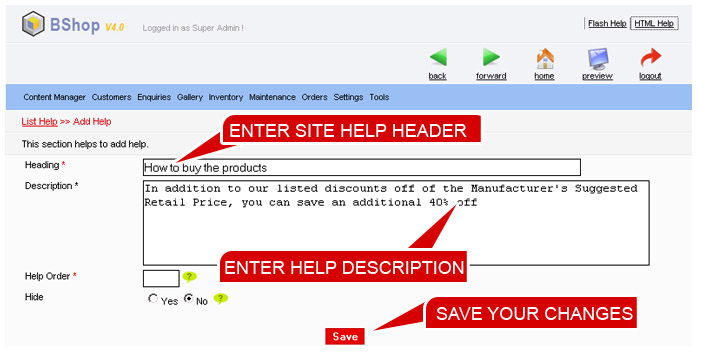 BShop V4.0
Logged in as Super Admin !
Flash Help HTML Help
back forward home preview logout
Content Manager Customers Enquiries Gallery Inventory Maintenance Orders Settings Tools
List Help >> Add Help
ENTER SITE HELP HEADER
This section helps to add help.
Heading *
How to buy the products
Description *
In addition to our listed discounts off of the Manufacturer's Suggested
Retail Price, you can save an additional 40% off
ENTER HELP DESCRIPTION
Help Order *
?
Hide
Yes No ?
SAVE YOUR CHANGES
Save